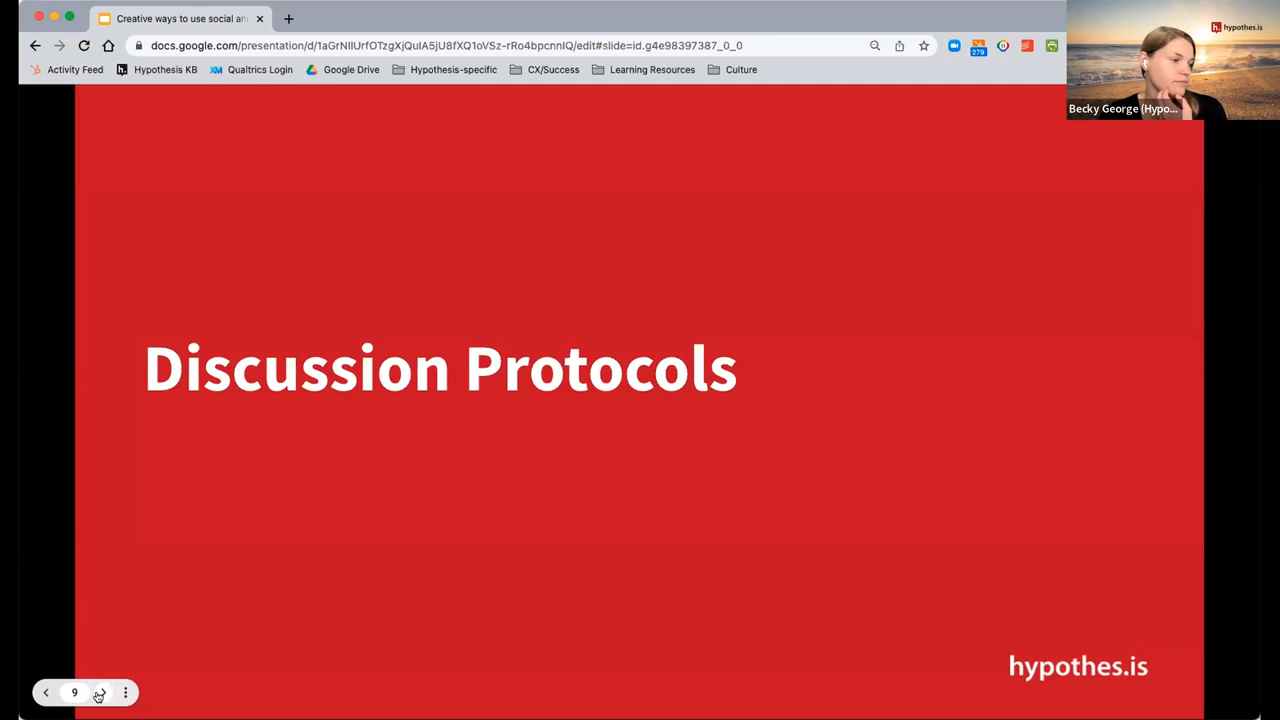 Creative ways to use social an
docs.google.com/presentation/d/1aGrNIlUrfOTzgXjQuIA5jU8fXQ1oVSz-rRo4bpcnnIQ/edit#slide=id.g4e98397387_0_0
279
Activity Feed
h. Hypothesis KB
XM Qualtrics Login
Google Drive
Hypothesis-specific
CX/Success
Learning Resources
Culture
h. hypothes.is
Becky George (Hypo...
Discussion Protocols
hypothes.is
9